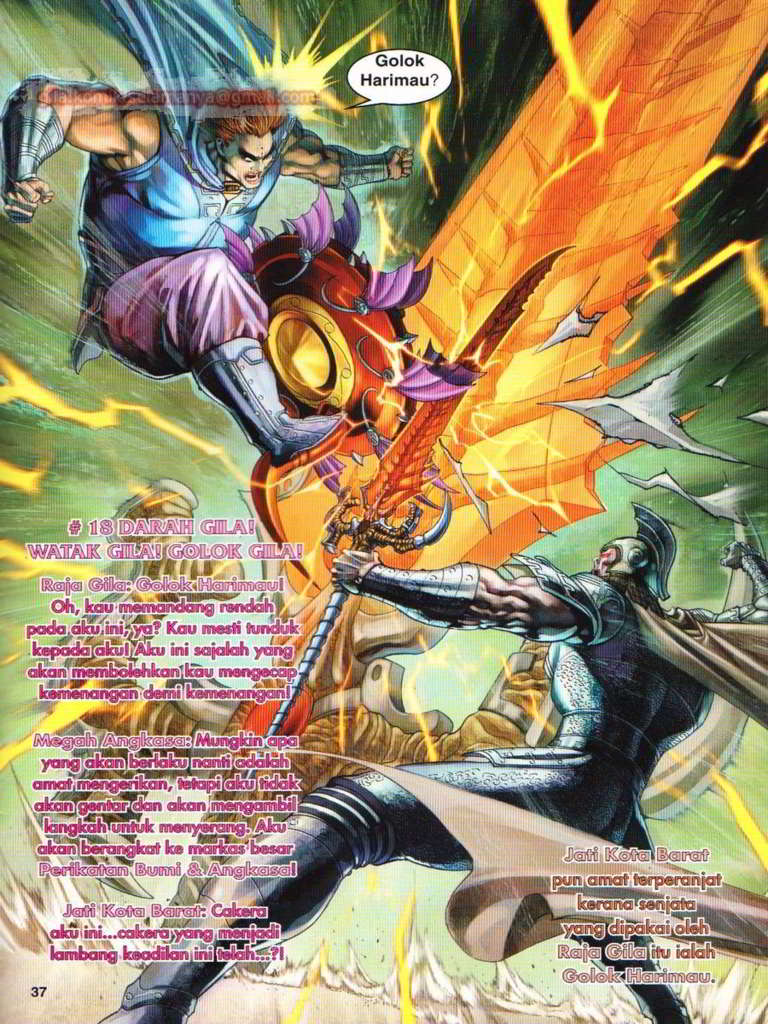 Golok
Harimau?
# 18 DARAH GILA!
WATAK GILA! GOLOK GILA!
Raja Gila: Golok Harimau!
Oh, kau memandang rendah
pada aku ini, ya? Kau mesti tunduk
kepada aku! Aku ini sajalah yang
akan membolehkan kau mengecap
kemenangan demi kemenangan!
Megah Angkasa: Mungkin apa
yang akan berlaku nanti adalah
amat mengerikan, tetapi aku tidak
akan gentar dan akan mengambil
langkah untuk menyerang. Aku
akan berangkat ke markas besar
Perikatan Bumi & Angkasa!
Jati Kota Barat: Cakera
aku ini...cakera yang menjadi
lambang keadilan ini telah...?!
Jati Kota Barat
pun amat terperanjat
kerana senjata
yang dipakai oleh
Raja Gila itu ialah
Golok Harimau.
37